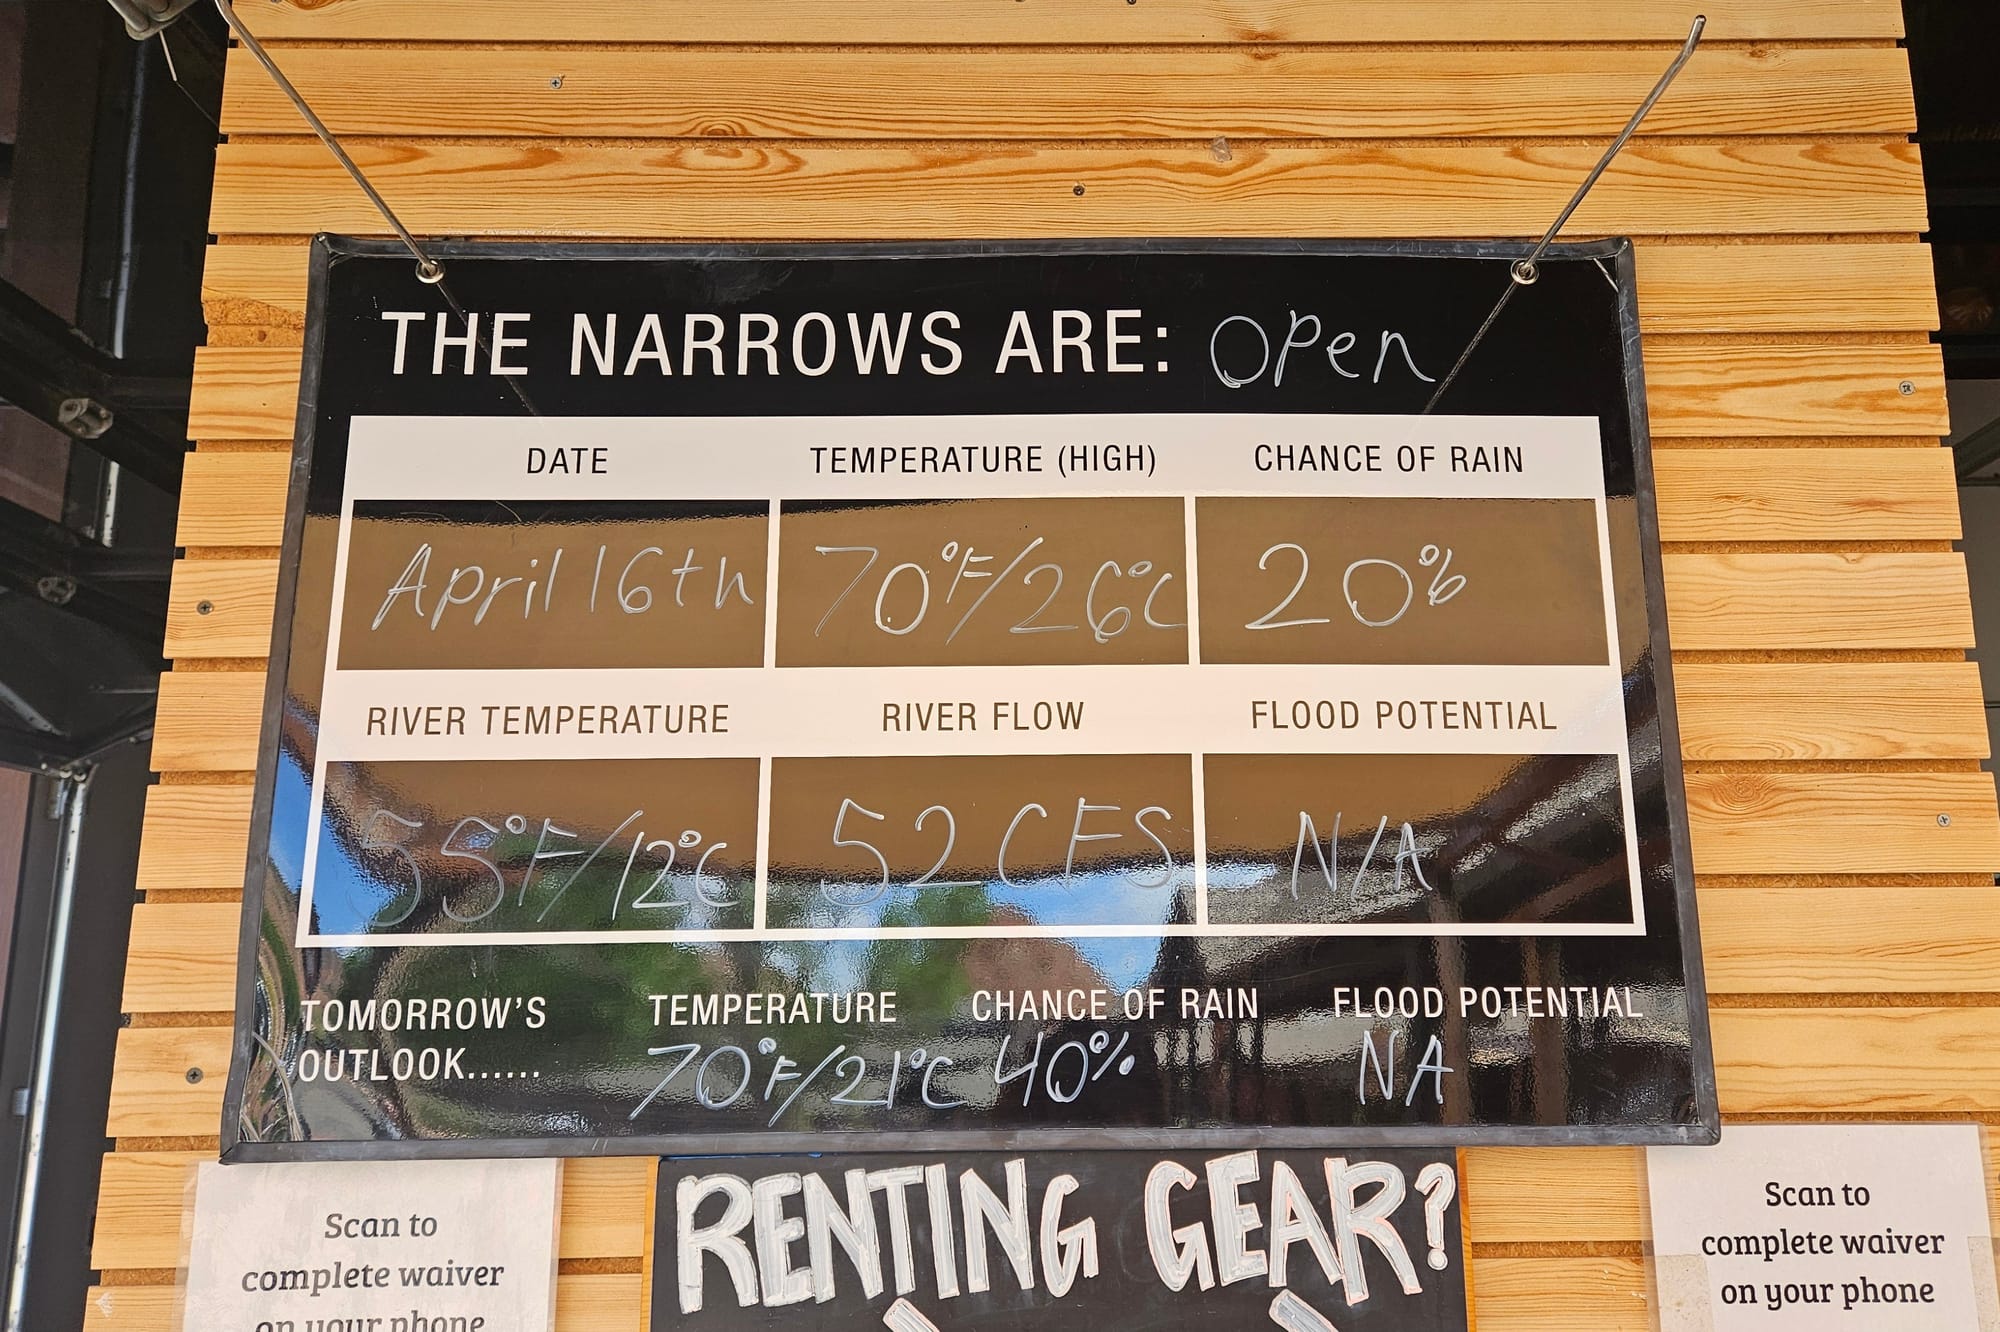 THE NARROWS ARE: Open
DATE TEMPERATURE (HIGH) CHANCE OF RAIN
April 16th 70°F/26°C 20%
RIVER TEMPERATURE RIVER FLOW FLOOD POTENTIAL
55°F/12°C 52 CFS N/A
TOMORROW'S TEMPERATURE CHANCE OF RAIN FLOOD POTENTIAL
OUTLOOK...... 70°F/21°C 40% NA
RENTING GEAR?
Scan to
complete waiver
on your phone
Scan to
complete waiver
on your phone